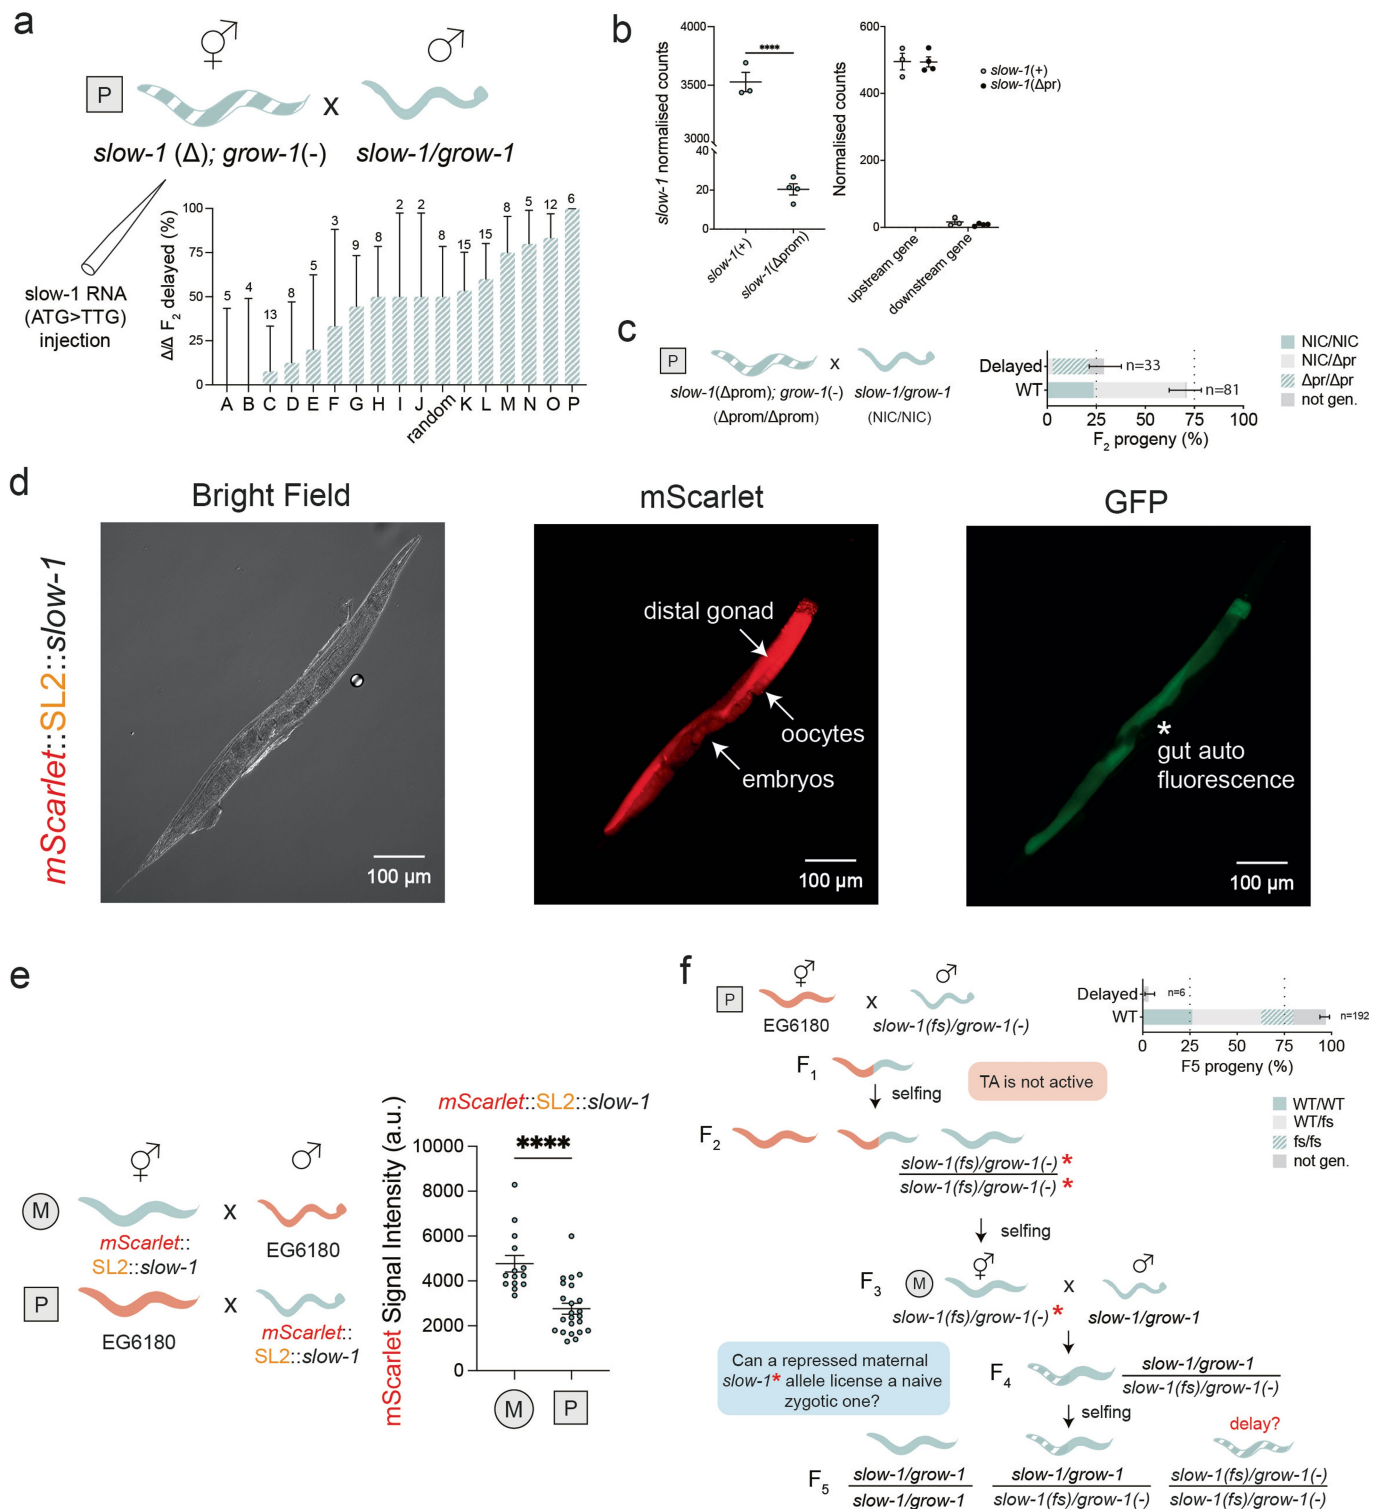 a
P
X
slow-1 (Δ); grow-1(-)
slow-1/grow-1
slow-1 RNA
(ATG>TTG)
injection
Δ/Δ F2 delayed (%)
100
75
50
25
0
5 4 13 8 5 3 9 8 2 2 8 15 15 8 5 12 6
A B C D E F G H I J random K L M N O P
b
slow-1 normalised counts
4000
3500
3000
40
20
0
****
slow-1(+)
slow-1(Δprom)
Normalised counts
600
400
200
0
upstream gene
downstream gene
slow-1(+)
slow-1(Δpr)
c
P
x
slow-1(Δprom); grow-1(-)
(Δprom/Δprom)
slow-1/grow-1
(NIC/NIC)
Delayed
WT
n=33
n=81
0 25 50 75 100
F2 progeny (%)
NIC/NIC
NIC/Δpr
Δpr/Δpr
not gen.
d
Bright Field
mScarlet
GFP
mScarlet::SL2::slow-1
100 µm
distal gonad
oocytes
embryos
100 µm
*
gut auto
fluorescence
100 µm
e
M
x
mScarlet::
SL2::slow-1
EG6180
P
x
EG6180
mScarlet::
SL2::slow-1
mScarlet::SL2::slow-1
mScarlet Signal Intensity (a.u.)
10000
8000
6000
4000
2000
0
****
M P
f
P
x
EG6180
slow-1(fs)/grow-1(-)
F1
selfing
TA is not active
F2
slow-1(fs)/grow-1(-)*
slow-1(fs)/grow-1(-)*
selfing
F3
M
x
slow-1(fs)/grow-1(-)*
slow-1/grow-1
Can a repressed maternal
slow-1* allele license a naive
zygotic one?
F4
slow-1/grow-1
slow-1(fs)/grow-1(-)
selfing
delay?
F5
slow-1/grow-1
slow-1/grow-1
slow-1/grow-1
slow-1(fs)/grow-1(-)
slow-1(fs)/grow-1(-)
slow-1(fs)/grow-1(-)
Delayed
WT
n=6
n=192
0 25 50 75 100
F5 progeny (%)
WT/WT
WT/fs
fs/fs
not gen.